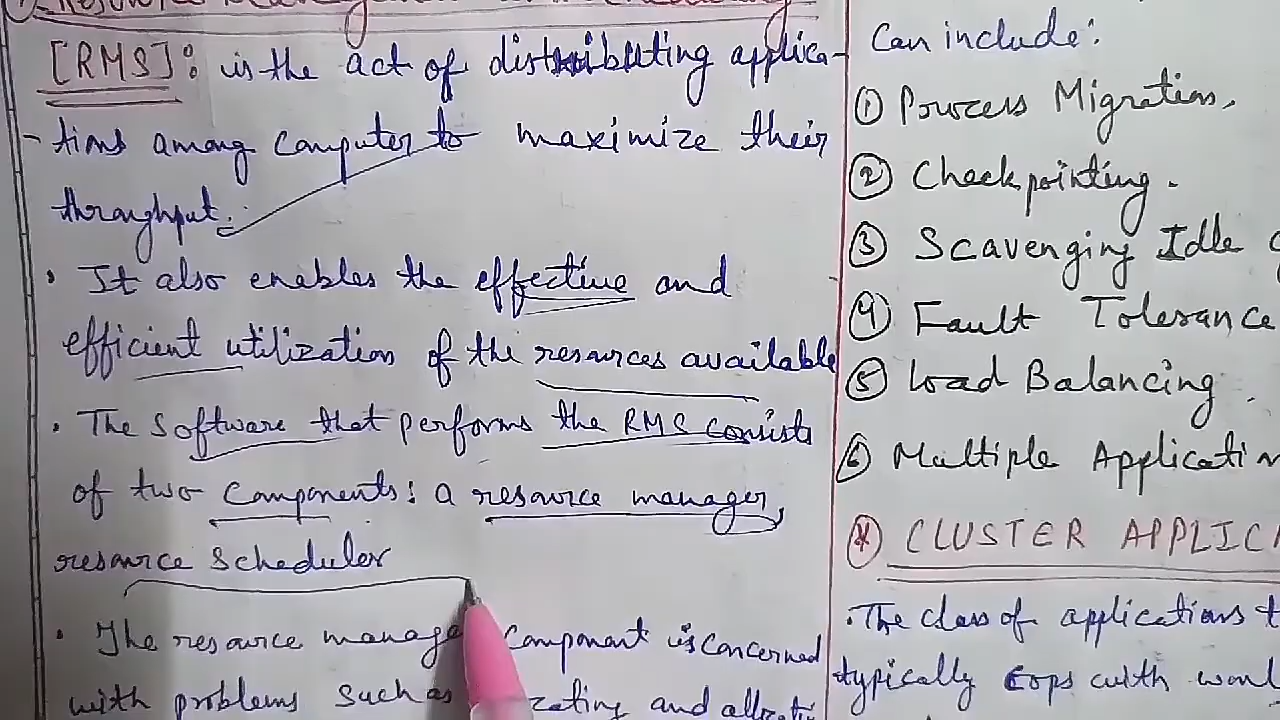 [RMS]: is the act of distributing applica-
-tions among computer to maximize their
throughput.
• It also enables the effective and
efficient utilization of the resources available
• The software that performs the RMS consists
of two components: a resource manager,
resource scheduler
• The resource manage component is concerned
with problems such as
and
Can include:
① Process Migration.
② Checkpointing.
③ Scavenging Idle
④ Fault Tolerance
⑤ Load Balancing.
⑥ Multiple Application
CLUSTER APPLIC
• The class of applications t
typically cops with